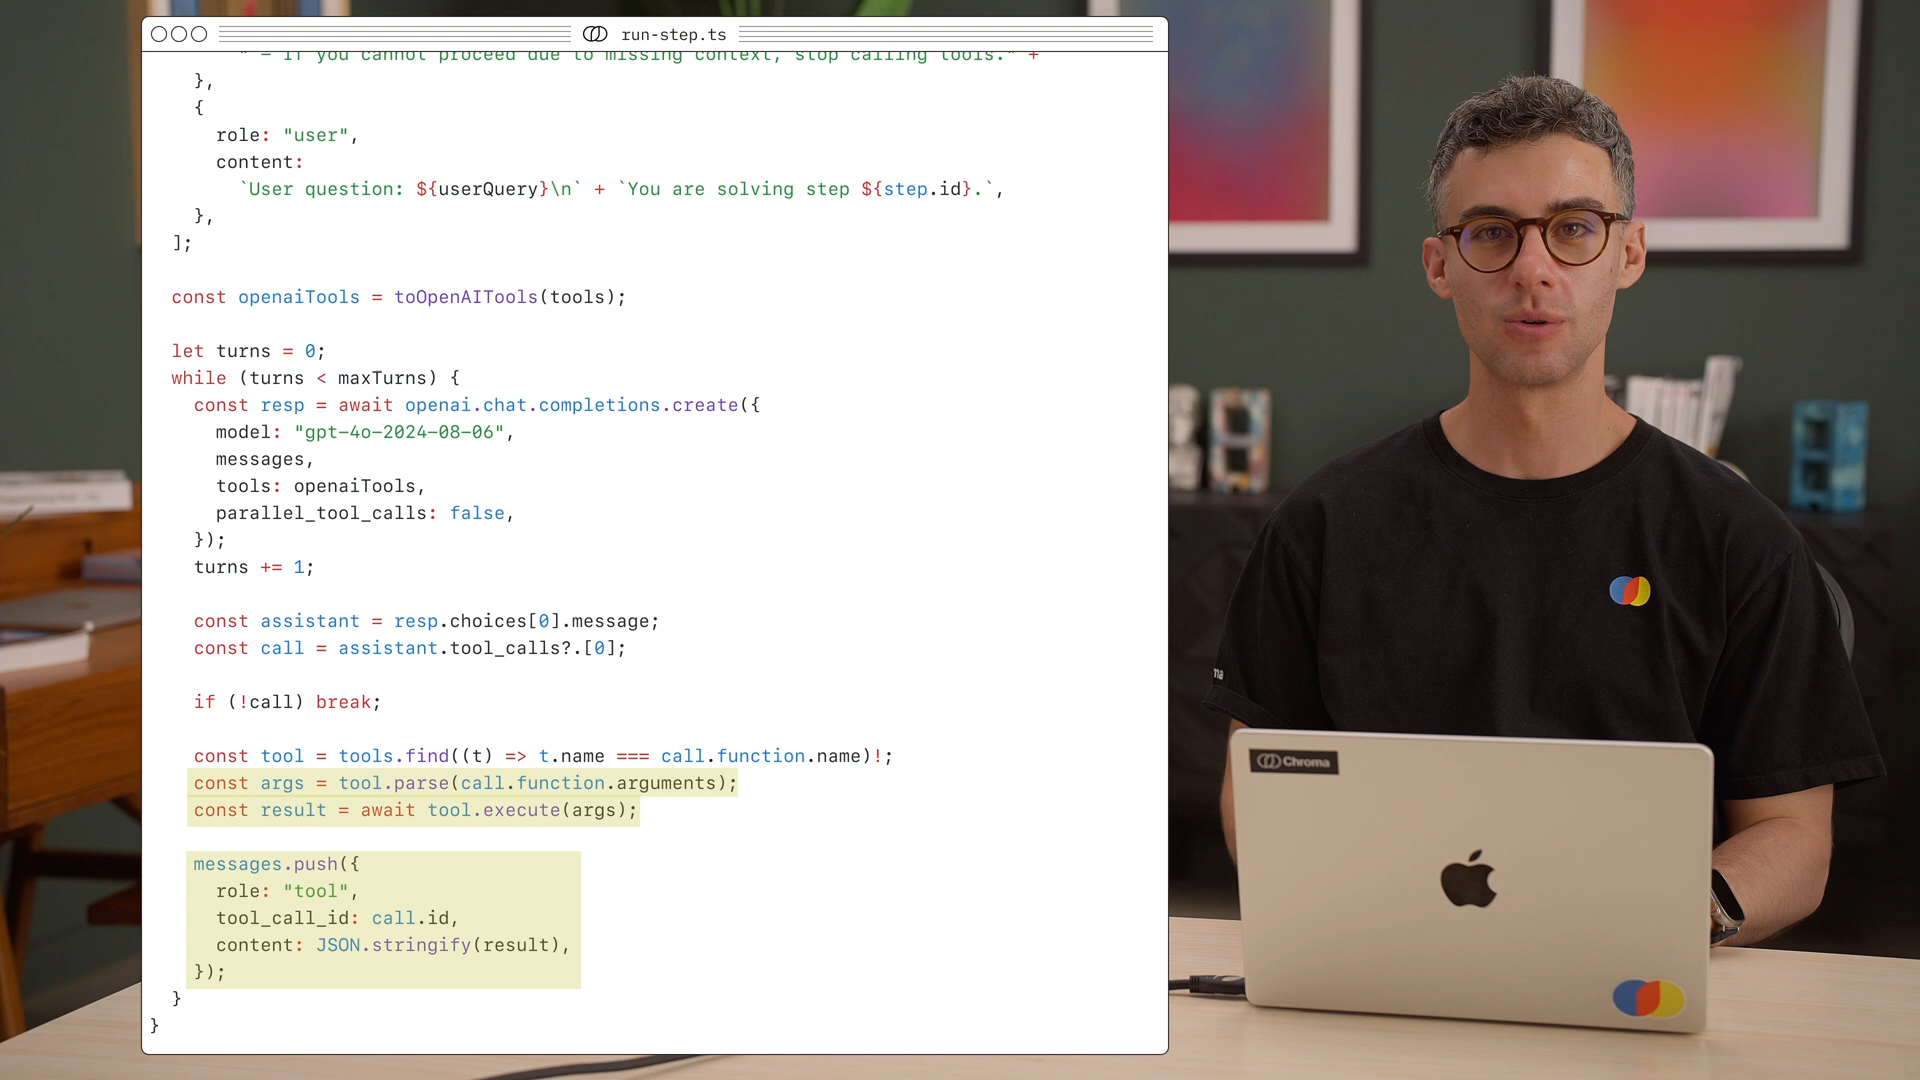 run-step.ts
" - If you cannot proceed due to missing context, stop calling tools." +
},
{
role: "user",
content:
`User question: ${userQuery}\n` + `You are solving step ${step.id}.`,
},
];
const openaiTools = toOpenAITools(tools);
let turns = 0;
while (turns < maxTurns) {
const resp = await openai.chat.completions.create({
model: "gpt-4o-2024-08-06",
messages,
tools: openaiTools,
parallel_tool_calls: false,
});
turns += 1;
const assistant = resp.choices[0].message;
const call = assistant.tool_calls?.[0];
if (!call) break;
const tool = tools.find((t) => t.name === call.function.name)!;
const args = tool.parse(call.function.arguments);
const result = await tool.execute(args);
messages.push({
role: "tool",
tool_call_id: call.id,
content: JSON.stringify(result),
});
}
}
Chroma